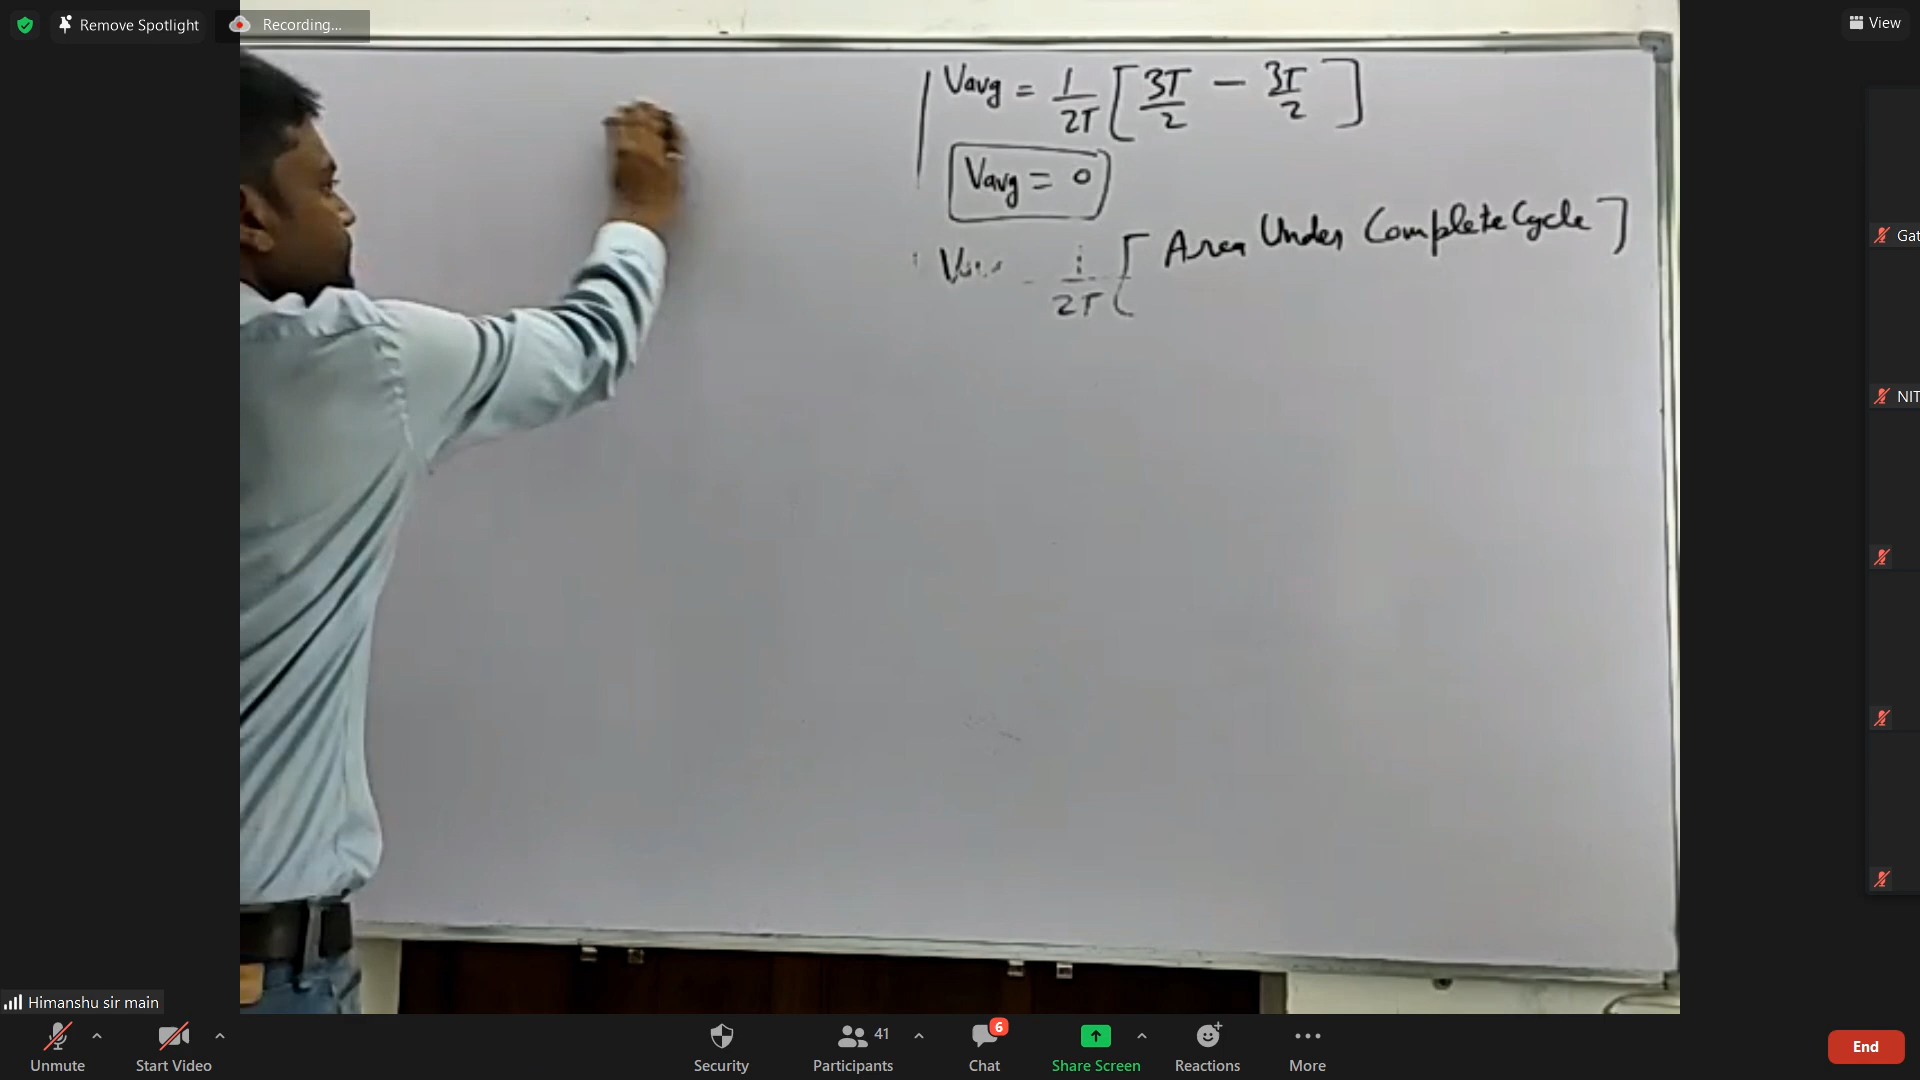 Remove Spotlight
Recording...
View
Vavg = 1/2T [ 3T/2 - 3T/2 ]
Vavg = 0
1/2T [ Area Under Complete Cycle ]
Gat
NIT
Himanshu sir main
Unmute
Start Video
Security
41
Participants
6
Chat
Share Screen
Reactions
More
End